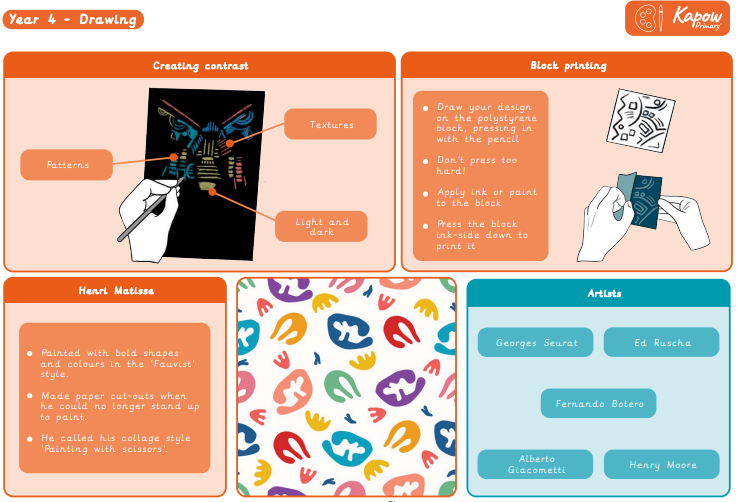 Year 4 - Drawing
Kapow
Primary
Creating contrast
Textures
Patterns
Light and
dark
Block printing
Draw your design
on the polystyrene
block, pressing in
with the pencil
Don't press too
hard!
Apply ink or paint
to the block
Press the block
ink-side down to
print it
Henri Matisse
Painted with bold shapes
and colours in the 'Fauvist'
style.
Made paper cut-outs when
he could no longer stand up
to paint.
He called his collage style
'Painting with scissors'.
Artists
Georges Seurat
Ed Ruscha
Fernando Botero
Alberto
Giacometti
Henry Moore